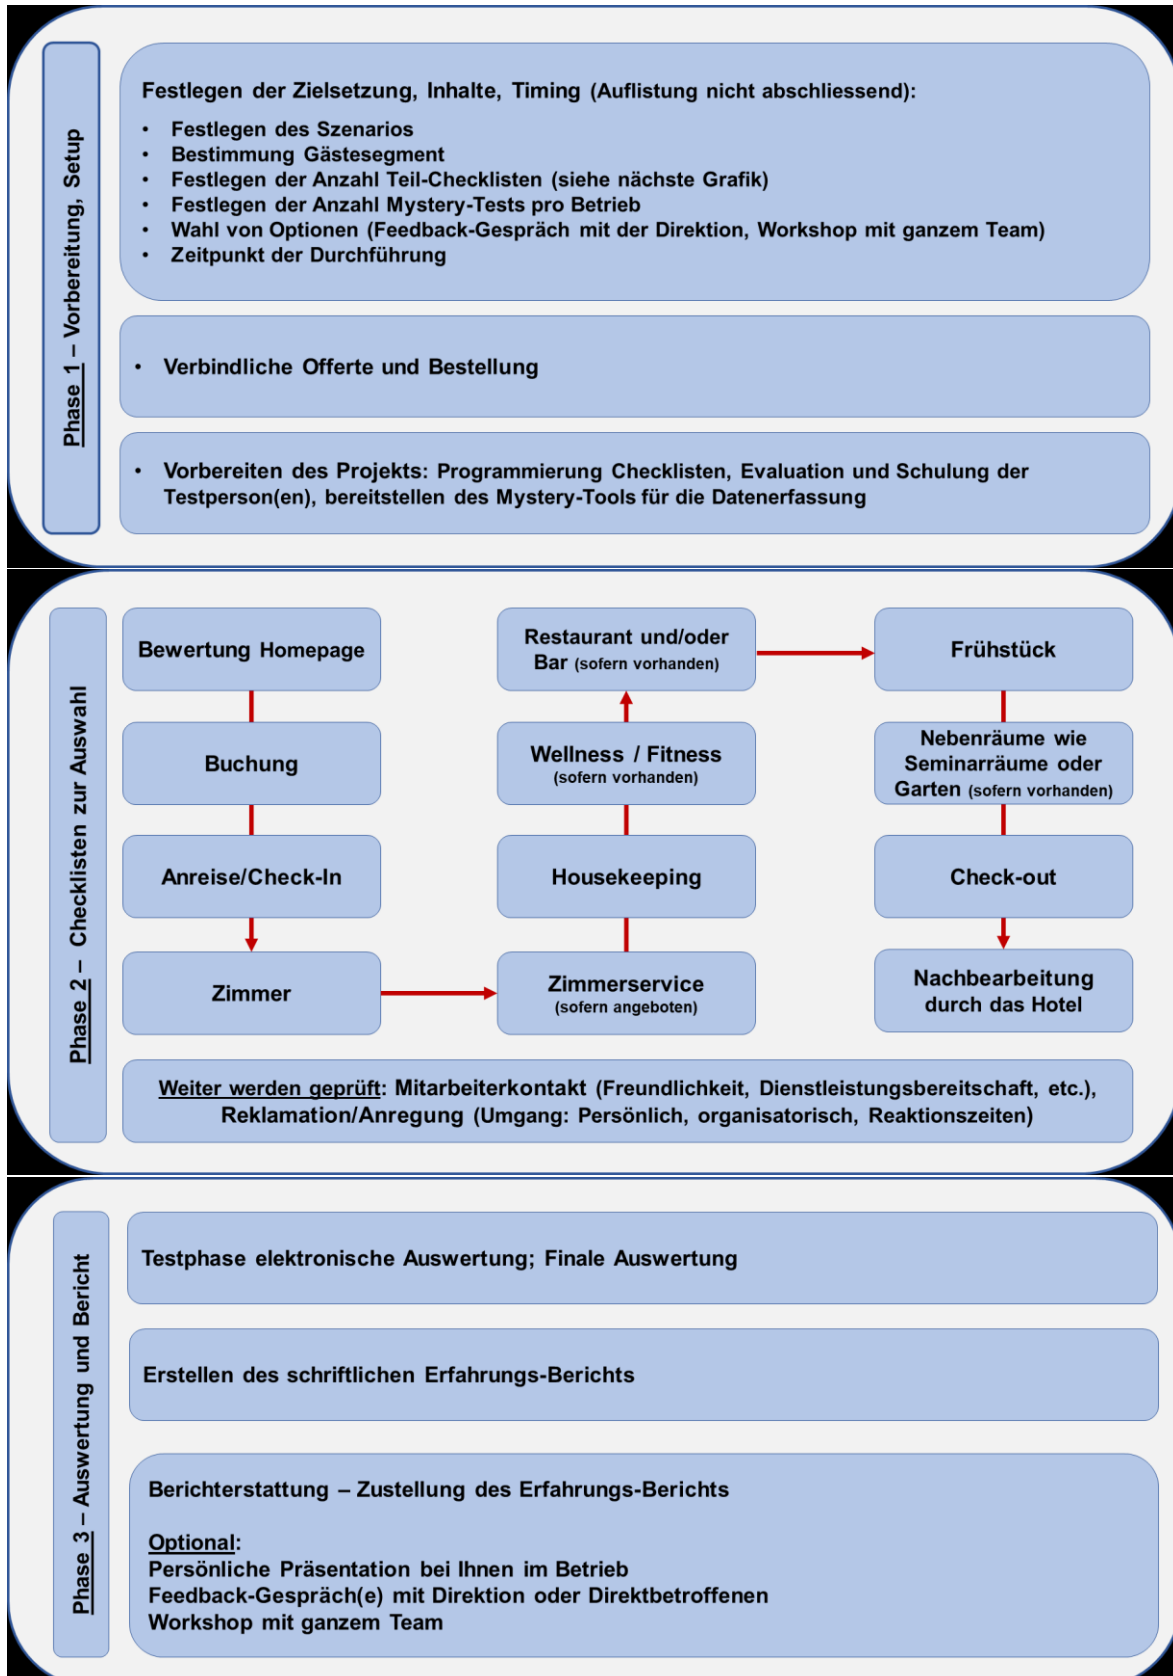 Phase 1 – Vorbereitung, Setup
Festlegen der Zielsetzung, Inhalte, Timing (Auflistung nicht abschliessend):
• Festlegen des Szenarios
• Bestimmung Gästesegment
• Festlegen der Anzahl Teil-Checklisten (siehe nächste Grafik)
• Festlegen der Anzahl Mystery-Tests pro Betrieb
• Wahl von Optionen (Feedback-Gespräch mit der Direktion, Workshop mit ganzem Team)
• Zeitpunkt der Durchführung
• Verbindliche Offerte und Bestellung
• Vorbereiten des Projekts: Programmierung Checklisten, Evaluation und Schulung der
Testperson(en), bereitstellen des Mystery-Tools für die Datenerfassung
Phase 2 – Checklisten zur Auswahl
Bewertung Homepage
Buchung
Anreise/Check-In
Zimmer
Zimmerservice
(sofern angeboten)
Housekeeping
Wellness / Fitness
(sofern vorhanden)
Restaurant und/oder
Bar (sofern vorhanden)
Frühstück
Nebenräume wie
Seminarräume oder
Garten (sofern vorhanden)
Check-out
Nachbearbeitung
durch das Hotel
Weiter werden geprüft: Mitarbeiterkontakt (Freundlichkeit, Dienstleistungsbereitschaft, etc.),
Reklamation/Anregung (Umgang: Persönlich, organisatorisch, Reaktionszeiten)
Phase 3 – Auswertung und Bericht
Testphase elektronische Auswertung; Finale Auswertung
Erstellen des schriftlichen Erfahrungs-Berichts
Berichterstattung – Zustellung des Erfahrungs-Berichts
Optional:
Persönliche Präsentation bei Ihnen im Betrieb
Feedback-Gespräch(e) mit Direktion oder Direktbetroffenen
Workshop mit ganzem Team